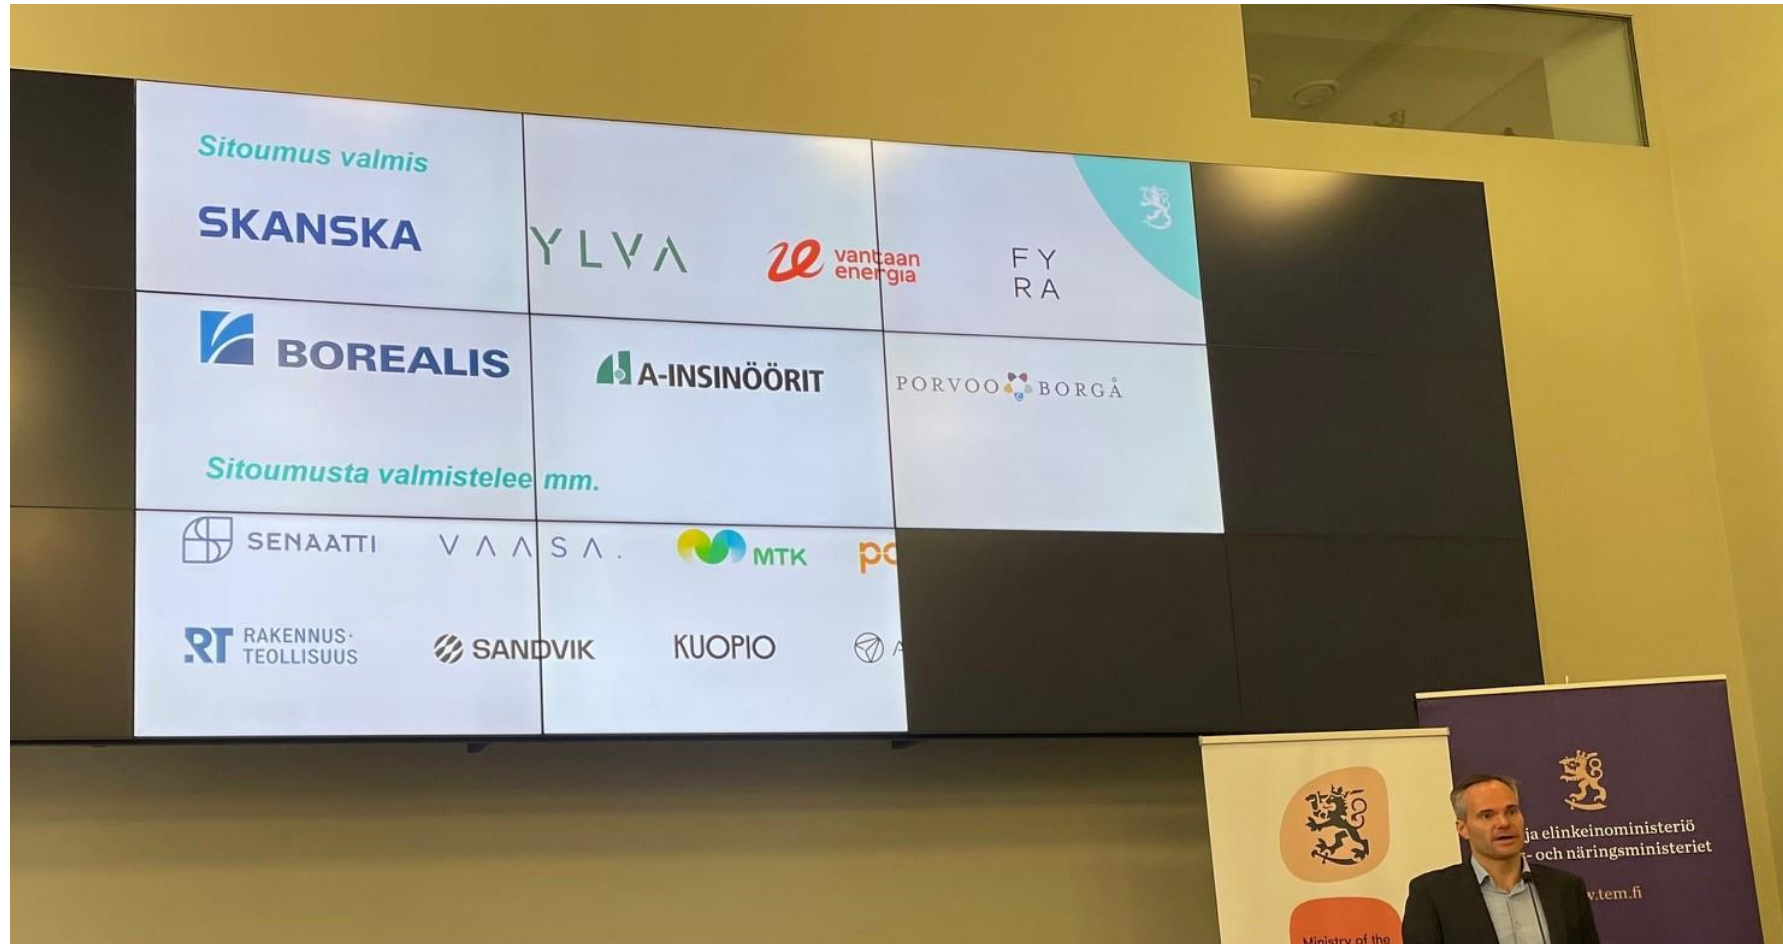 Sitoumus valmis
SKANSKA
YLVA
vantaan
energia
FY
RA
BOREALIS
A-INSINÖÖRIT
PORVOO BORGÅ
Sitoumusta valmistelee mm.
SENAATTI
VAASA.
MTK
RT RAKENNUS-
TEOLLISUUS
SANDVIK
KUOPIO
ja elinkeinoministeriö
- och näringsministeriet
.tem.fi
Ministry of the